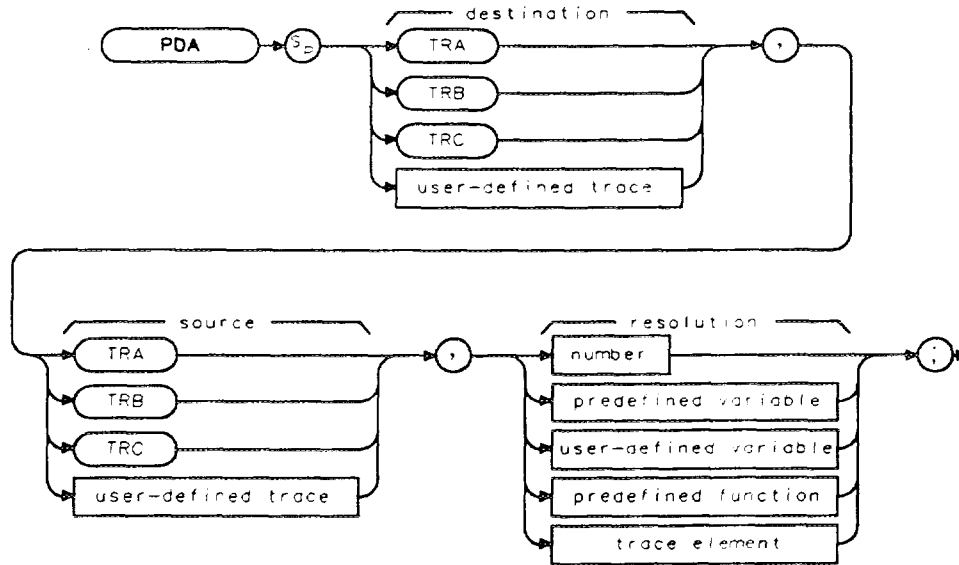 destination
PDA SP TRA ,
TRB
TRC
user-defined trace
source
resolution
TRA , number ;
TRB
predefined variable
TRC
user-defined variable
user-defined trace
predefined function
trace element